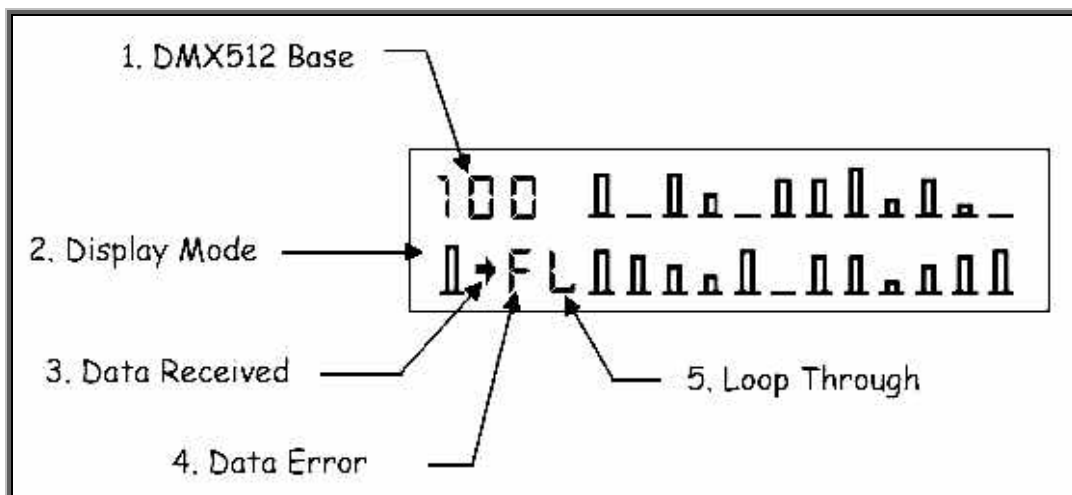 1. DMX512 Base
100
2. Display Mode
FL
3. Data Received
5. Loop Through
4. Data Error